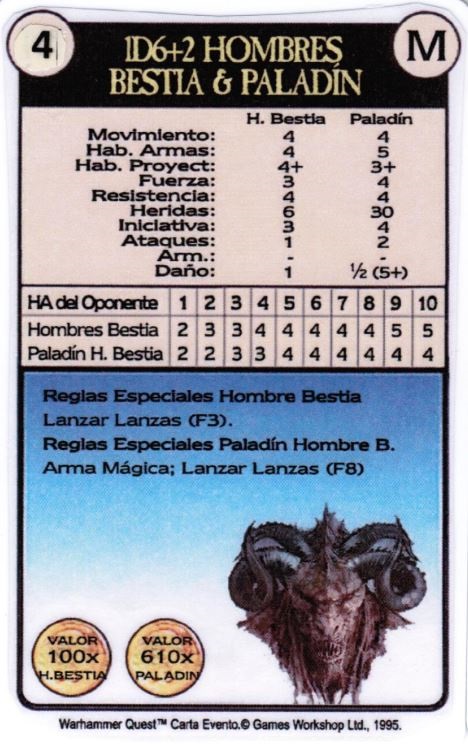 4
1D6+2 HOMBRES
BESTIA & PALADÍN
M
H. Bestia Paladín
Movimiento: 4 4
Hab. Armas: 4 5
Hab. Proyect: 4+ 3+
Fuerza: 3 4
Resistencia: 4 4
Heridas: 6 30
Iniciativa: 3 4
Ataques: 1 2
Arm.: - -
Daño: 1 ½ (5+)
HA del Oponente 1 2 3 4 5 6 7 8 9 10
Hombres Bestia 2 3 3 4 4 4 4 4 5 5
Paladín H. Bestia 2 2 3 3 4 4 4 4 4 4
Reglas Especiales Hombre Bestia
Lanzar Lanzas (F3).
Reglas Especiales Paladín Hombre B.
Arma Mágica; Lanzar Lanzas (F8)
VALOR
100x
H.BESTIA
VALOR
610x
PALADIN
Warhammer Quest™ Carta Evento.© Games Workshop Ltd., 1995.